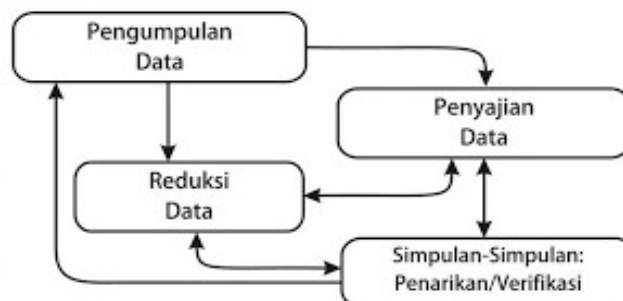 Pengumpulan
Data
Penyajian
Data
Reduksi
Data
Simpulan-Simpulan:
Penarikan/Verifikasi